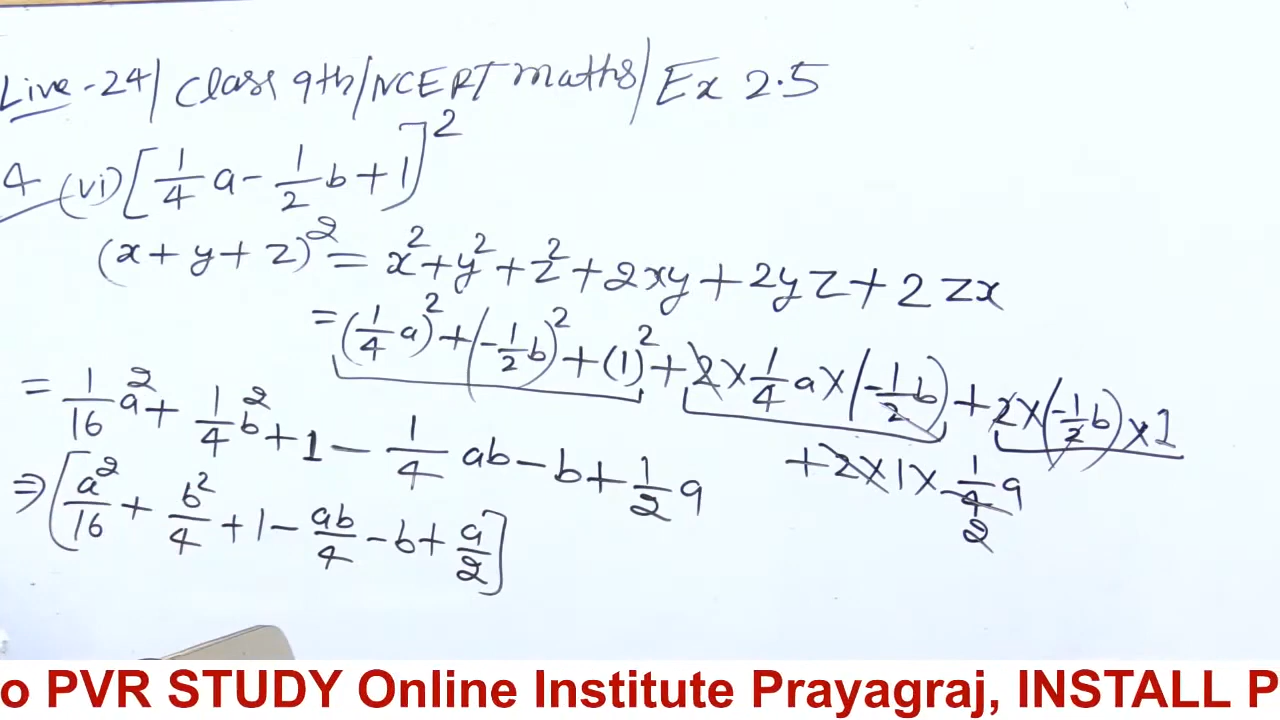 Live-24/ Class 9th/NCERT maths/ Ex 2.5
4 (vi) [1/4 a - 1/2 b + 1]²
(x + y + z)² = x² + y² + z² + 2xy + 2yz + 2zx
= (1/4 a)² + (-1/2 b)² + (1)² + 2 × 1/4 a × (-1/2 b) + 2 × (-1/2 b) × 1
+ 2 × 1 × 1/4 a
2
= 1/16 a² + 1/4 b² + 1 - 1/4 ab - b + 1/2 a
⇒ [a²/16 + b²/4 + 1 - ab/4 - b + a/2]
o PVR STUDY Online Institute Prayagraj, INSTALL P